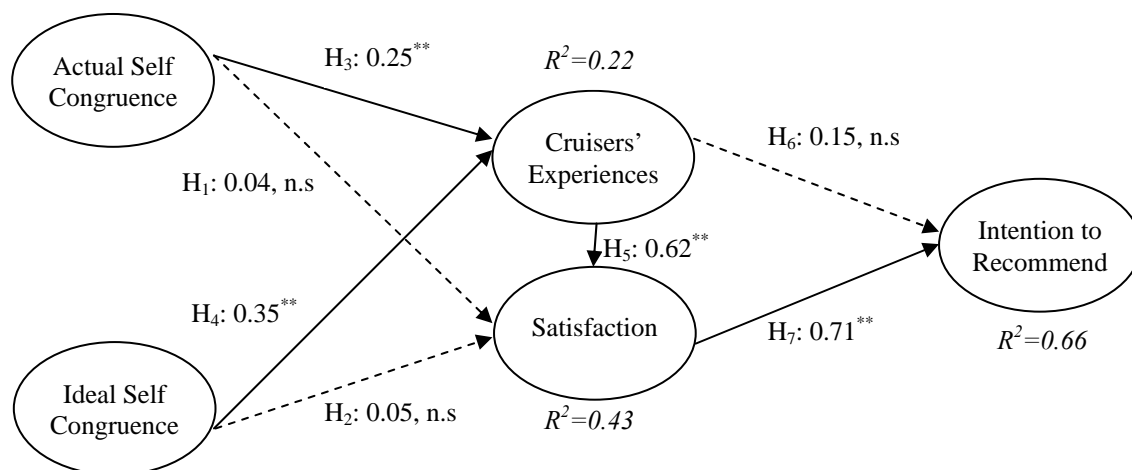 Actual Self
Congruence
H₃: 0.25**
R²=0.22
Cruisers’
Experiences
H₆: 0.15, n.s
H₁: 0.04, n.s
Intention to
Recommend
H₅: 0.62**
H₄: 0.35**
Satisfaction
H₇: 0.71**
R²=0.66
Ideal Self
Congruence
H₂: 0.05, n.s
R²=0.43